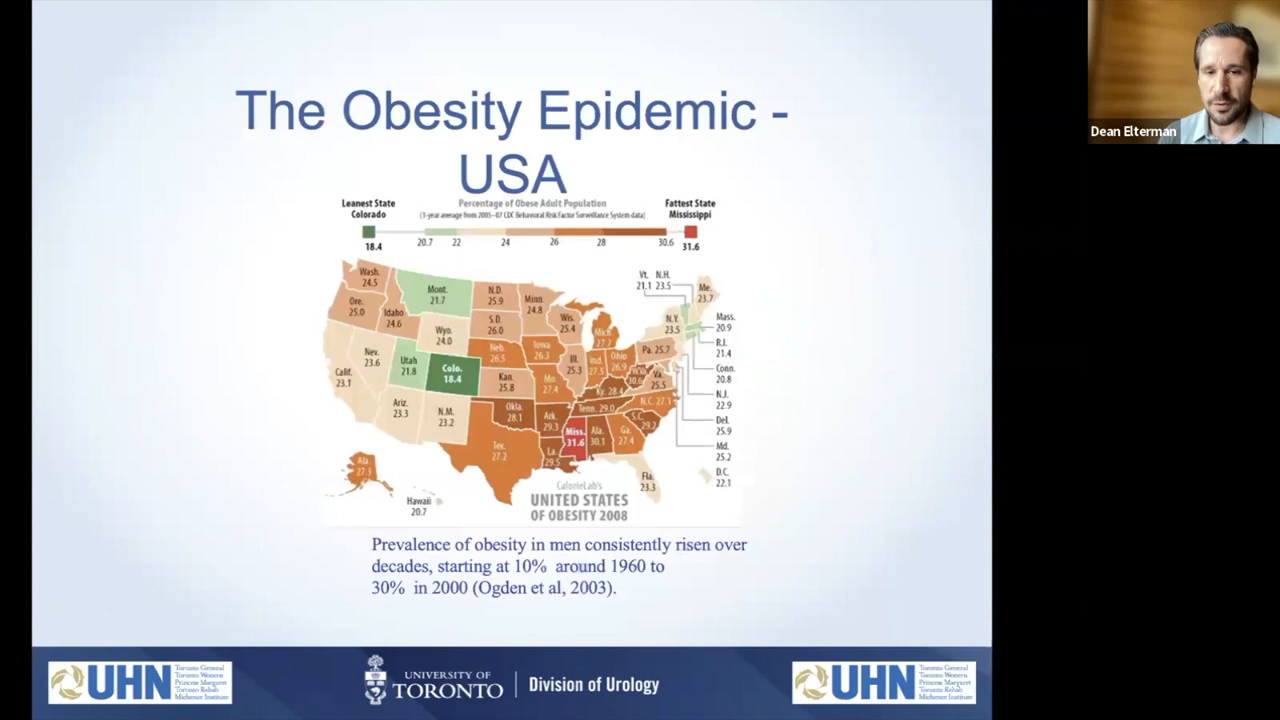 The Obesity Epidemic -
USA
Leanest State
Colorado
18.4
Percentage of Obese Adult Population
(3-year average from 2005–07 CDC Behavioral Risk Factor Surveillance System data)
Fattest State
Mississippi
31.6
20.7 22 24 26 28 30.6
Wash.
24.5
Ore.
25.0
Idaho
24.6
Mont.
21.7
N.D.
25.9
Minn.
24.8
S.D.
26.0
Wis.
25.4
Mich.
27.7
Vt. N.H.
21.1 23.5
Me.
23.7
N.Y.
23.5
Mass.
20.9
R.I.
21.4
Conn.
20.8
N.J.
22.9
Del.
25.9
Md.
25.2
D.C.
22.1
Wyo.
24.0
Neb.
26.5
Iowa
26.3
Ill.
25.3
Ind.
27.5
Ohio
26.9
Pa. 25.7
W.V.
30.6
Va.
25.5
Nev.
23.6
Utah
21.8
Colo.
18.4
Kan.
25.8
Mo.
27.4
Ky. 28.4
Calif.
23.1
Ariz.
23.3
N.M.
23.2
Okla.
28.1
Ark.
29.3
Tenn. 29.0
N.C. 27.1
S.C.
29.2
Tex.
27.2
La.
29.5
Miss.
31.6
Ala.
30.1
Ga.
27.4
Fla.
23.3
Ala.
27.3
Hawaii
20.7
CalorieLab's
UNITED STATES
OF OBESITY 2008
Prevalence of obesity in men consistently risen over
decades, starting at 10% around 1960 to
30% in 2000 (Ogden et al, 2003).
UHN
Toronto General
Toronto Western
Princess Margaret
Toronto Rehab
Michener Institute
UNIVERSITY OF
TORONTO
Division of Urology
UHN
Toronto General
Toronto Western
Princess Margaret
Toronto Rehab
Michener Institute
Dean Elterman